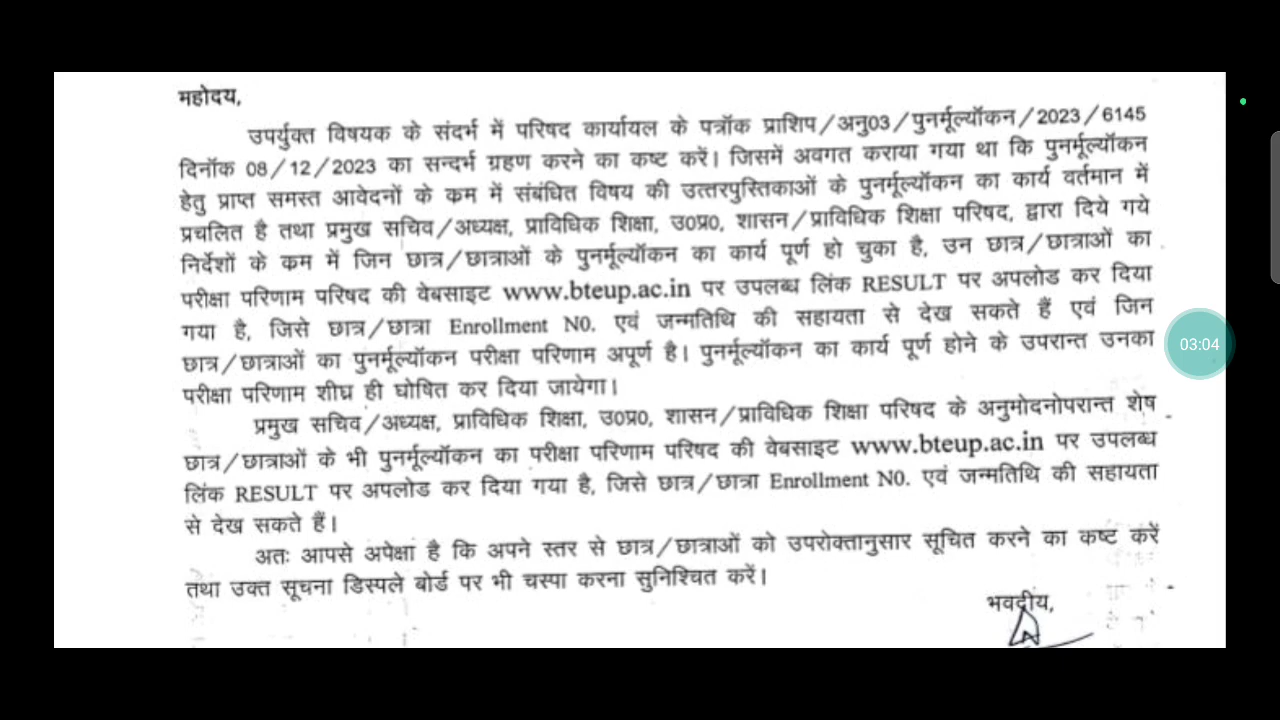 महोदय,
उपर्युक्त विषयक के संदर्भ में परिषद कार्यायल के पत्रॉक प्राशिप/अनु03/पुनर्मूल्यॉकन/2023/6145
दिनॉक 08/12/2023 का सन्दर्भ ग्रहण करने का कष्ट करें। जिसमें अवगत कराया गया था कि पुनर्मूल्यॉकन
हेतु प्राप्त समस्त आवेदनों के कम में संबंधित विषय की उत्तरपुस्तिकाओं के पुनर्मूल्यॉकन का कार्य वर्तमान में
प्रचलित है तथा प्रमुख सचिव/अध्यक्ष, प्राविधिक शिक्षा, उ0प्र0, शासन/प्राविधिक शिक्षा परिषद, द्वारा दिये गये
निर्देशों के कम में जिन छात्र/छात्राओं के पुनर्मूल्यॉकन का कार्य पूर्ण हो चुका है, उन छात्र/छात्राओं का
परीक्षा परिणाम परिषद की वेबसाइट www.bteup.ac.in पर उपलब्ध लिंक RESULT पर अपलोड कर दिया
गया है, जिसे छात्र/छात्रा Enrollment N0. एवं जन्मतिथि की सहायता से देख सकते हैं एवं जिन
छात्र/छात्राओं का पुनर्मूल्यॉकन परीक्षा परिणाम अपूर्ण है। पुनर्मूल्यॉकन का कार्य पूर्ण होने के उपरान्त उनका
परीक्षा परिणाम शीघ्र ही घोषित कर दिया जायेगा।
प्रमुख सचिव/अध्यक्ष, प्राविधिक शिक्षा, उ0प्र0, शासन/प्राविधिक शिक्षा परिषद के अनुमोदनोपरान्त शेष
छात्र/छात्राओं के भी पुनर्मूल्यॉकन का परीक्षा परिणाम परिषद की वेबसाइट www.bteup.ac.in पर उपलब्ध
लिंक RESULT पर अपलोड कर दिया गया है, जिसे छात्र/छात्रा Enrollment N0. एवं जन्मतिथि की सहायता
से देख सकते हैं।
अतः आपसे अपेक्षा है कि अपने स्तर से छात्र/छात्राओं को उपरोक्तानुसार सूचित करने का कष्ट करें
तथा उक्त सूचना डिस्पले बोर्ड पर भी चस्पा करना सुनिश्चित करें।
भवदीय,
03:04